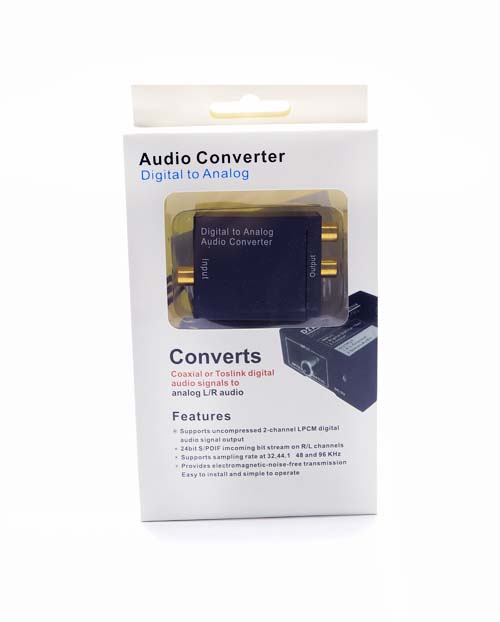 Audio Converter
Digital to Analog
Digital to Analog
Audio Converter
Input
Output
Converts
Coaxial or Toslink digital
audio signals to
analog L/R audio
Features
Supports uncompressed 2-channel LPCM digital
audio signal output
24bit S/PDIF imcoming bit stream on R/L channels
Supports sampling rate at 32,44.1 48 and 96 KHz
Provides electromagnetic-noise-free transmission
Easy to install and simple to operate